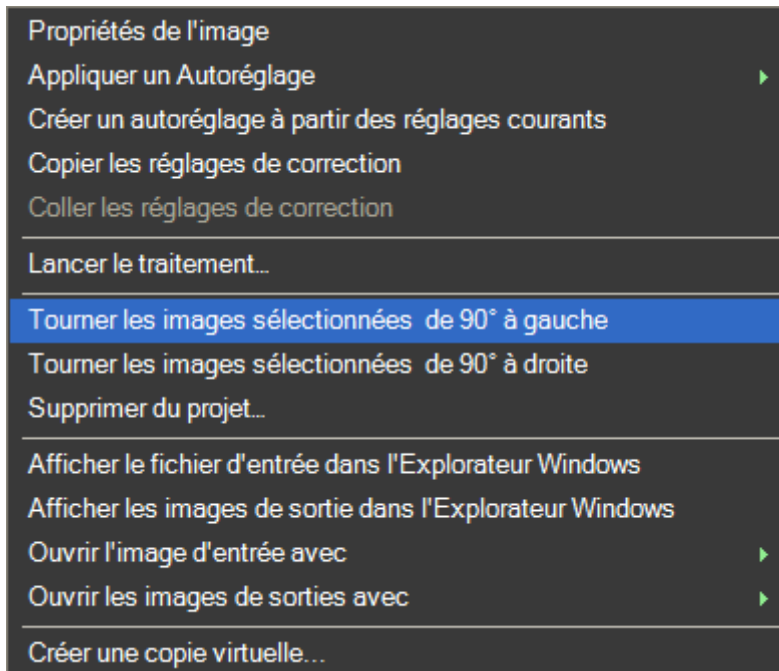 Propriétés de l'image
Appliquer un Autoréglage
Créer un autoréglage à partir des réglages courants
Copier les réglages de correction
Coller les réglages de correction
Lancer le traitement...
Tourner les images sélectionnées  de 90° à gauche
Tourner les images sélectionnées  de 90° à droite
Supprimer du projet...
Afficher le fichier d'entrée dans l'Explorateur Windows
Afficher les images de sortie dans l'Explorateur Windows
Ouvrir l'image d'entrée avec
Ouvrir les images de sorties avec
Créer une copie virtuelle...